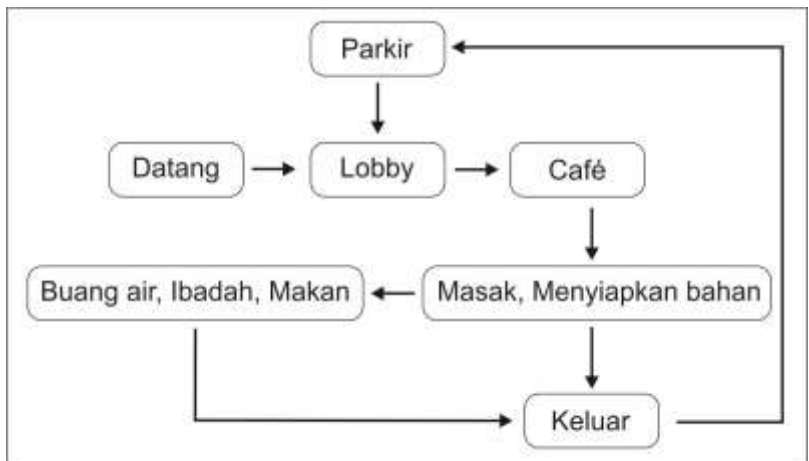 Parkir
Datang
Lobby
Café
Buang air, Ibadah, Makan
Masak, Menyiapkan bahan
Keluar